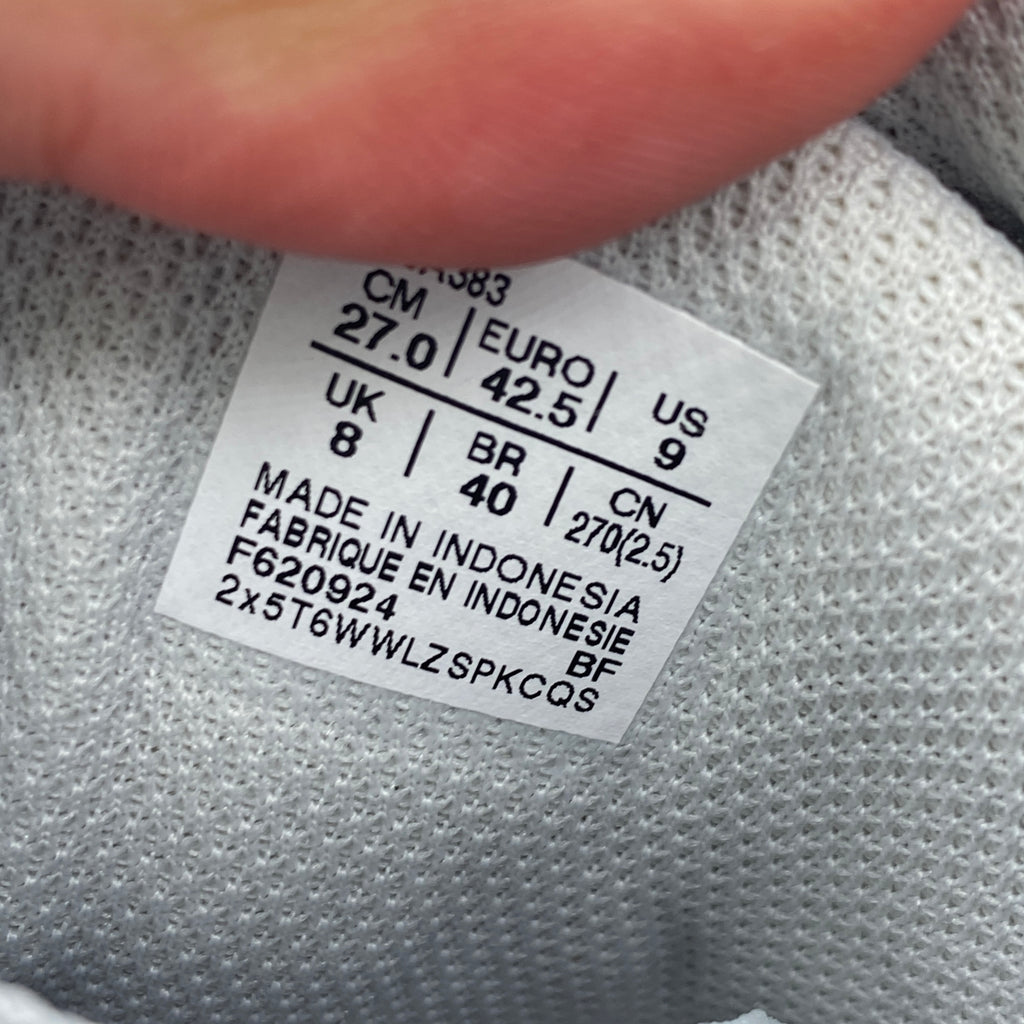 CM 27.0 | EURO 42.5 | US 9
UK 8 | BR 40 | CN 270(2.5)
MADE IN INDONESIA
FABRIQUE EN INDONESIE
F620924 BF
2x5T6WWLZSPKCQS